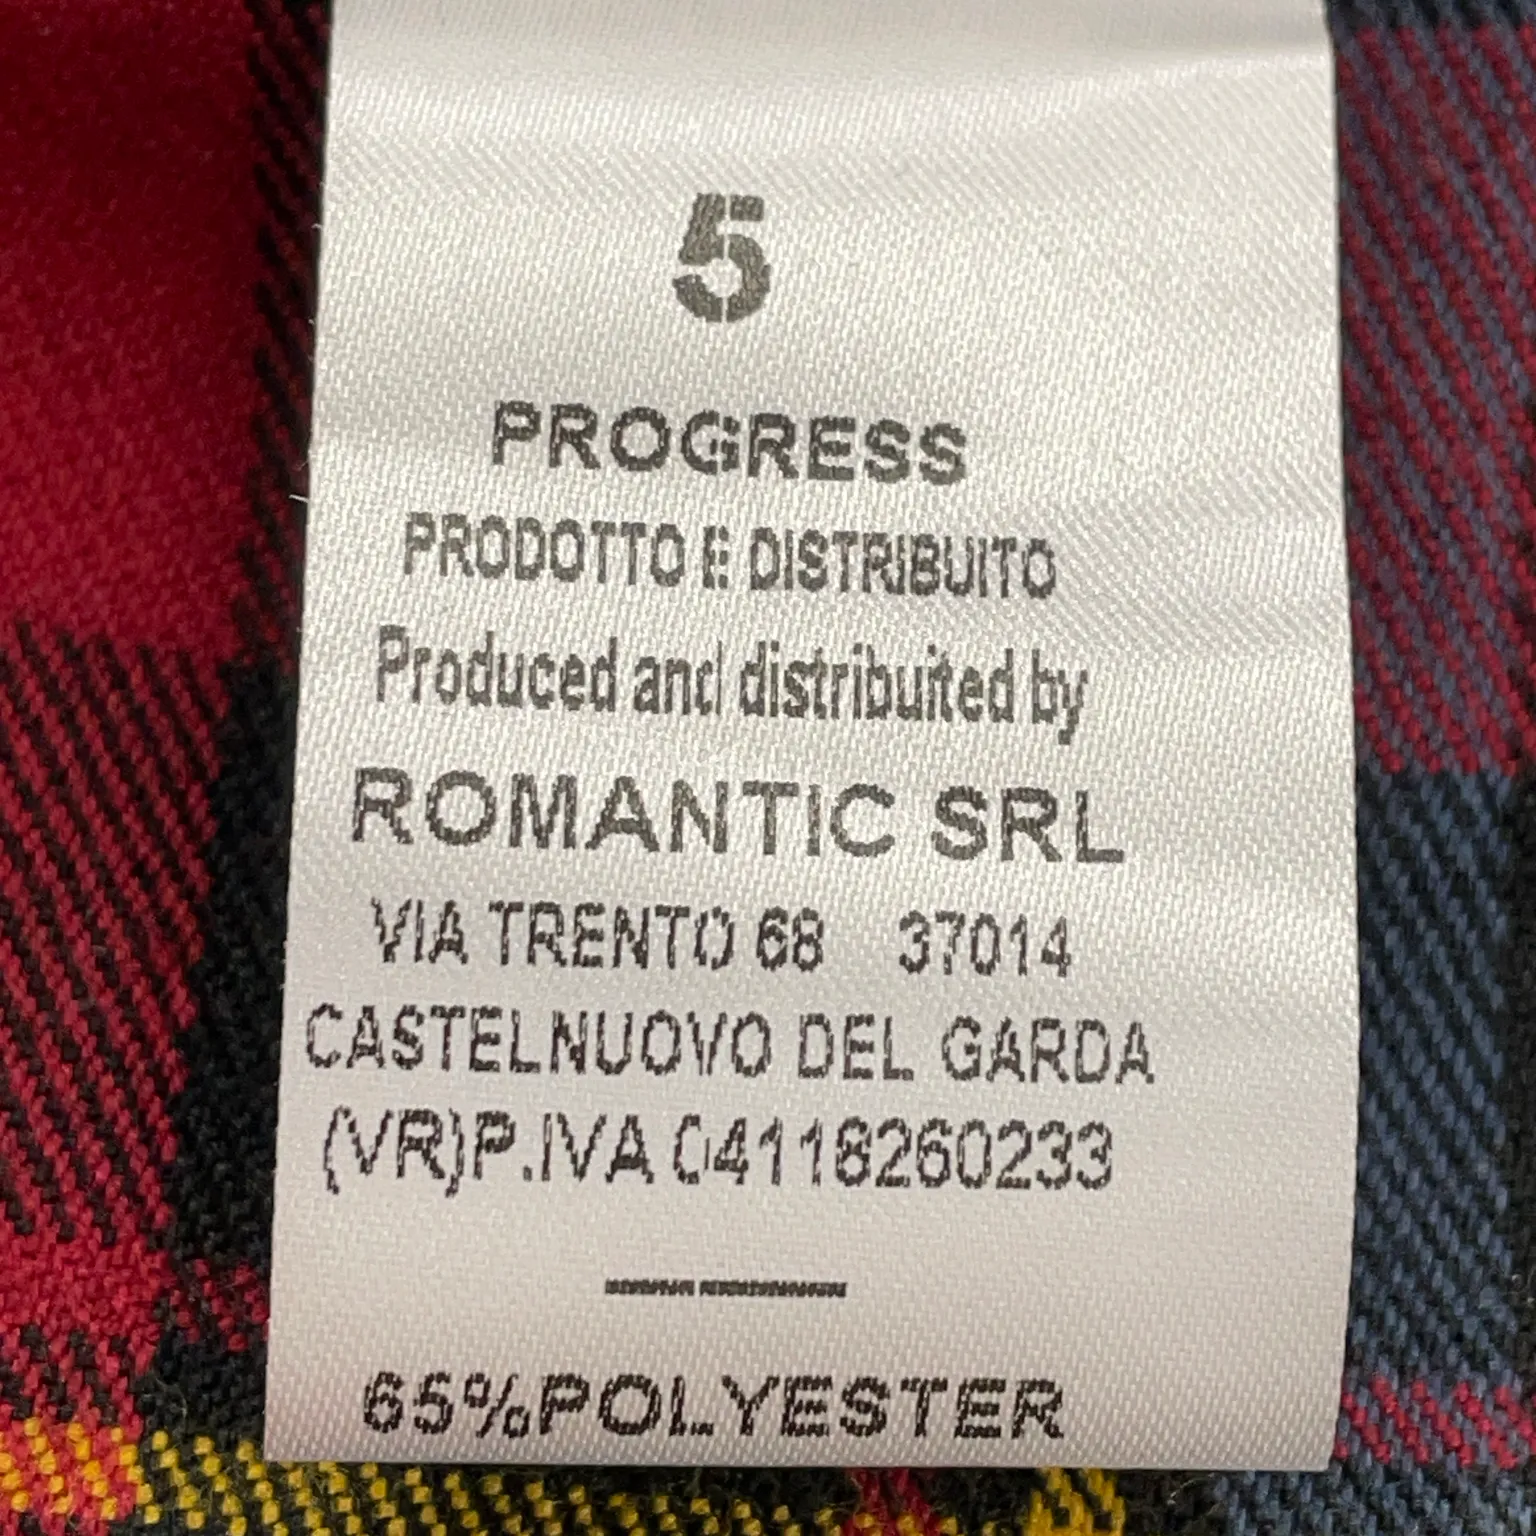 5
PROGRESS
PRODOTTO E DISTRIBUITO
Produced and distribuited by
ROMANTIC SRL
VIA TRENTO 68 37014
CASTELNUOVO DEL GARDA
(VR)P.IVA 04118260233
65%POLYESTER